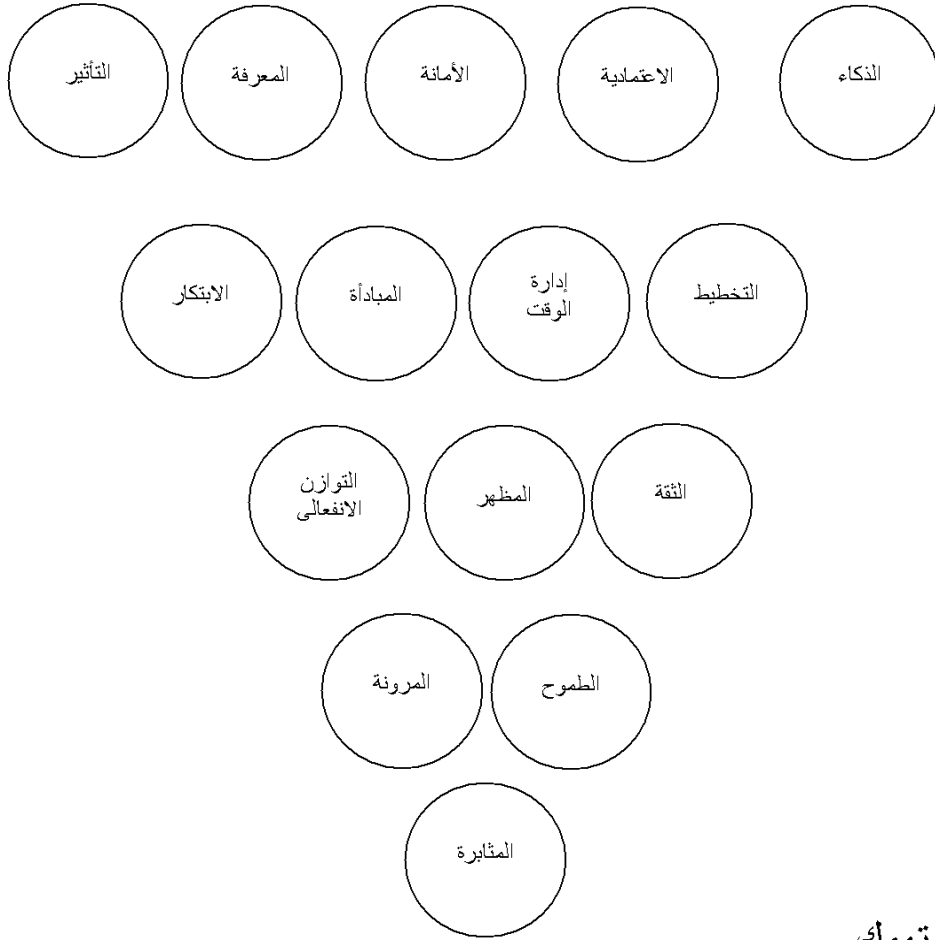 الذكاء
الاعتمادية
الأمانة
المعرفة
التأثير
التخطيط
إدارة
الوقت
المبادأة
الابتكار
الثقة
المظهر
التوازن
الانفعالى
الطموح
المرونة
المثابرة